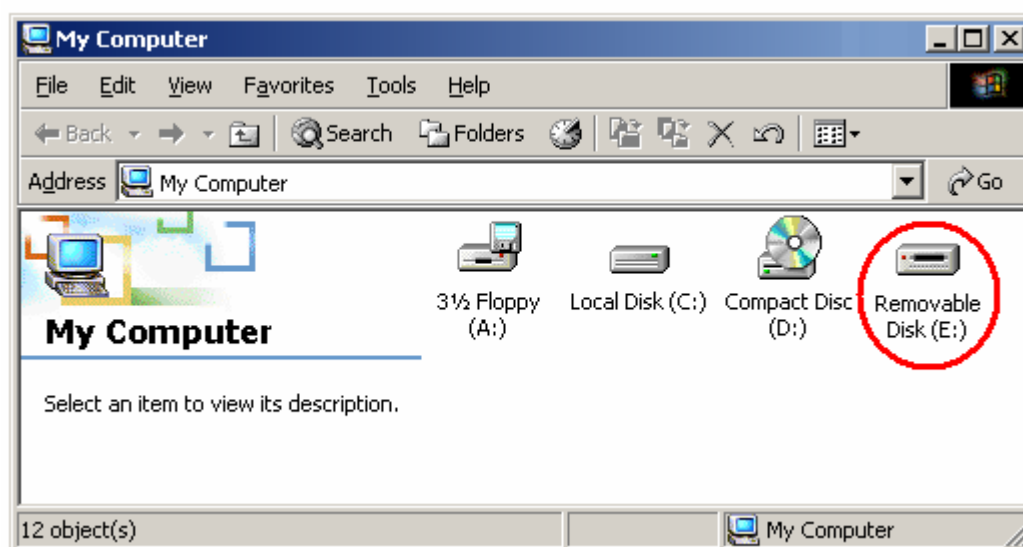 My Computer
File Edit View Favorites Tools Help
Back Search Folders
Address My Computer Go
3½ Floppy (A:)
Local Disk (C:)
Compact Disc (D:)
Removable Disk (E:)
My Computer
Select an item to view its description.
12 object(s) My Computer